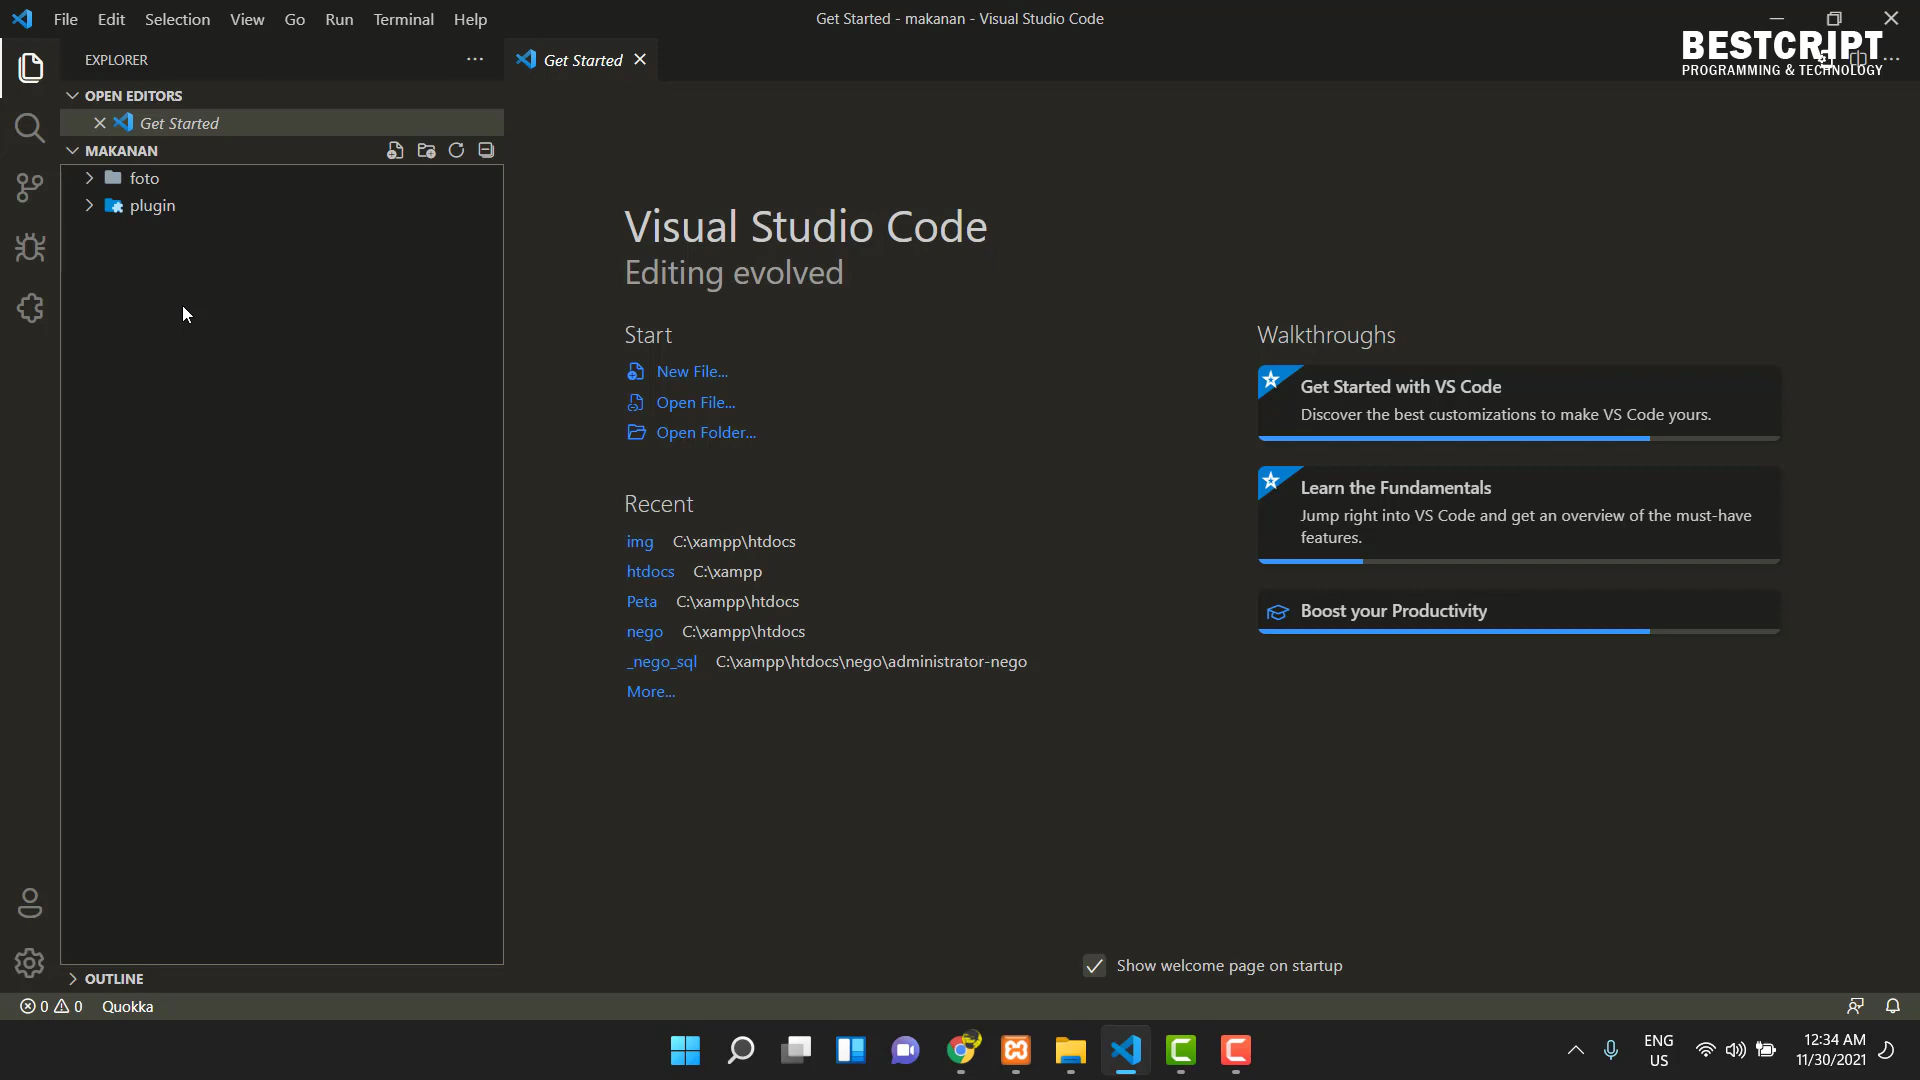 File Edit Selection View Go Run Terminal Help
Get Started - makanan - Visual Studio Code
BESTCRIPT
PROGRAMMING & TECHNOLOGY
EXPLORER
Get Started
OPEN EDITORS
Get Started
MAKANAN
foto
plugin
Visual Studio Code
Editing evolved
Start
New File...
Open File...
Open Folder...
Recent
img C:\xampp\htdocs
htdocs C:\xampp
Peta C:\xampp\htdocs
nego C:\xampp\htdocs
_nego_sql C:\xampp\htdocs\nego\administrator-nego
More...
Walkthroughs
Get Started with VS Code
Discover the best customizations to make VS Code yours.
Learn the Fundamentals
Jump right into VS Code and get an overview of the must-have
features.
Boost your Productivity
Show welcome page on startup
OUTLINE
0 0 Quokka
ENG
US
12:34 AM
11/30/2021